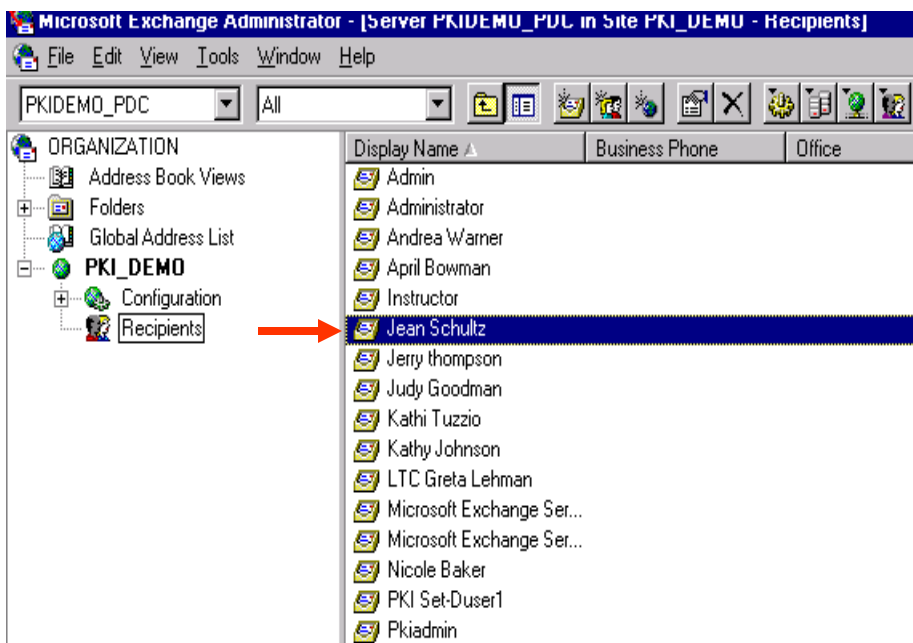 Microsoft Exchange Administrator - [Server PKIDEMO_PDC in Site PKI_DEMO - Recipients]
File Edit View Tools Window Help
PKIDEMO_PDC All
ORGANIZATION
Address Book Views
Folders
Global Address List
PKI_DEMO
Configuration
Recipients
Display Name Business Phone Office
Admin
Administrator
Andrea Warner
April Bowman
Instructor
Jean Schultz
Jerry thompson
Judy Goodman
Kathi Tuzzio
Kathy Johnson
LTC Greta Lehman
Microsoft Exchange Ser...
Microsoft Exchange Ser...
Nicole Baker
PKI Set-Duser1
Pkiadmin